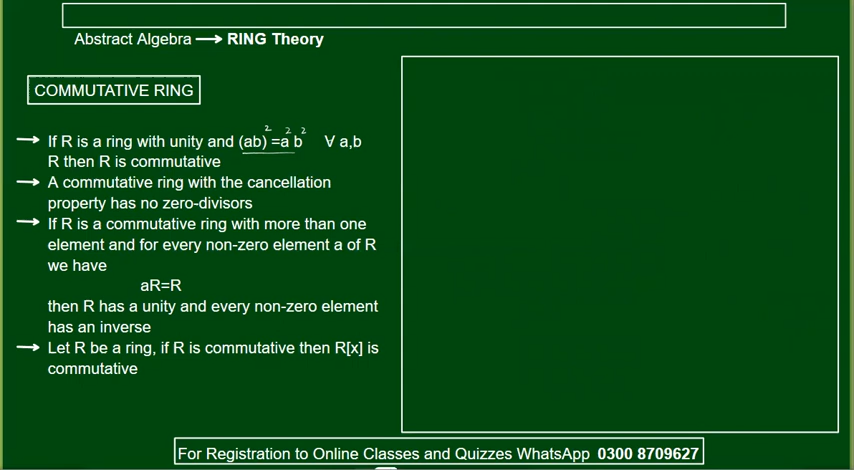 Abstract Algebra → RING Theory
COMMUTATIVE RING
→ If R is a ring with unity and (ab)²=a²b² ∀ a,b
R then R is commutative
→ A commutative ring with the cancellation
property has no zero-divisors
→ If R is a commutative ring with more than one
element and for every non-zero element a of R
we have
aR=R
then R has a unity and every non-zero element
has an inverse
→ Let R be a ring, if R is commutative then R[x] is
commutative
For Registration to Online Classes and Quizzes WhatsApp 0300 8709627